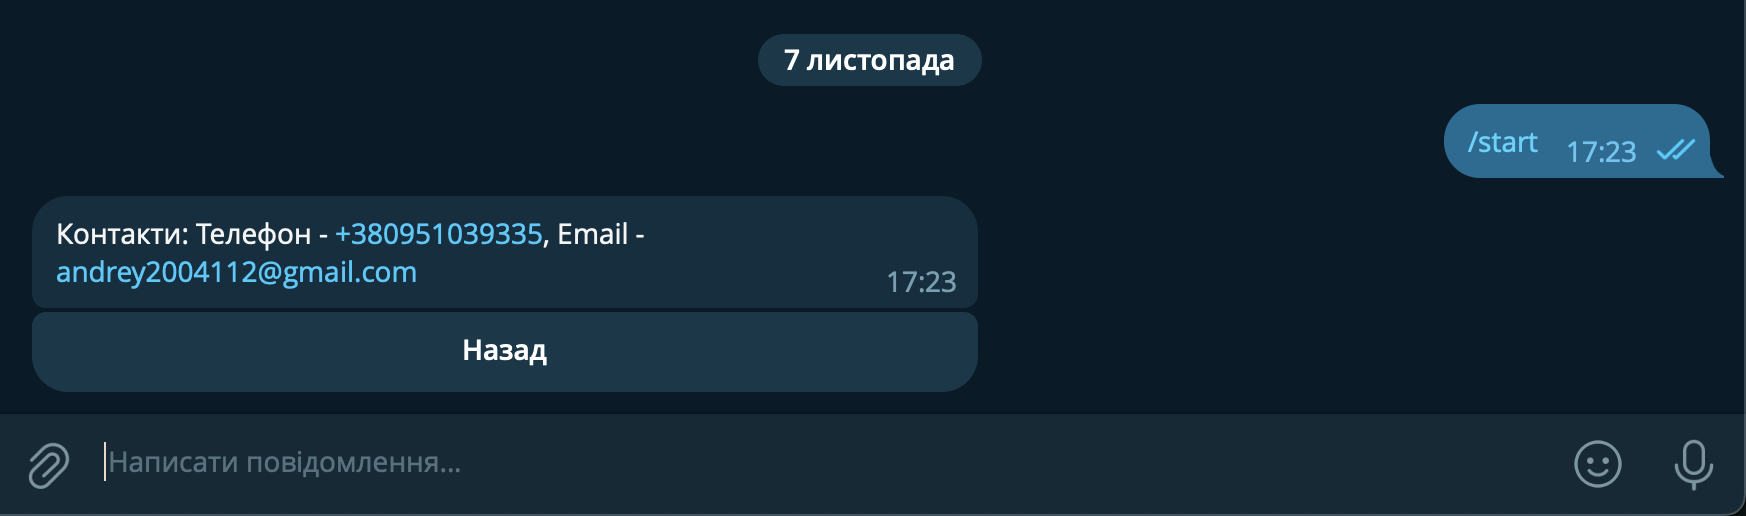 7 листопада
/start 17:23
Контакти: Телефон - +380951039335, Email -
andrey2004112@gmail.com
17:23
Назад
Написати повідомлення...